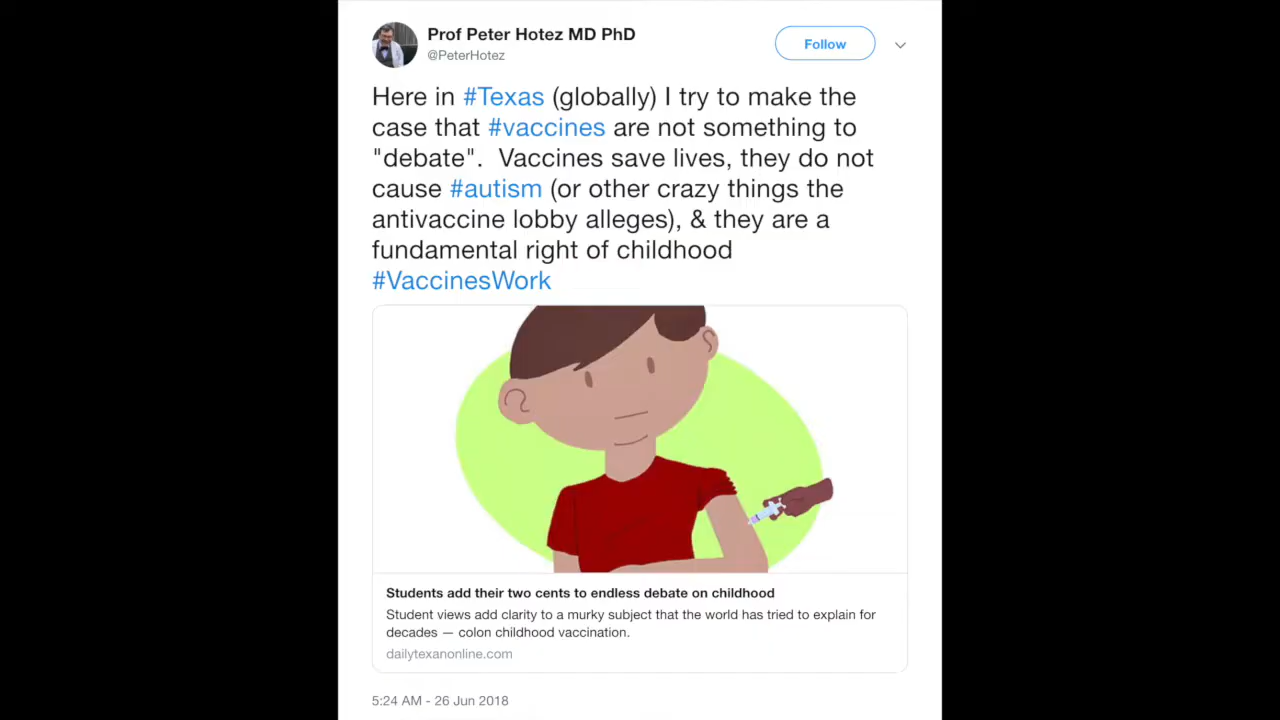 Prof Peter Hotez MD PhD
@PeterHotez
Follow
Here in #Texas (globally) I try to make the
case that #vaccines are not something to
"debate".  Vaccines save lives, they do not
cause #autism (or other crazy things the
antivaccine lobby alleges), & they are a
fundamental right of childhood
#VaccinesWork
Students add their two cents to endless debate on childhood
Student views add clarity to a murky subject that the world has tried to explain for
decades — colon childhood vaccination.
dailytexanonline.com
5:24 AM - 26 Jun 2018